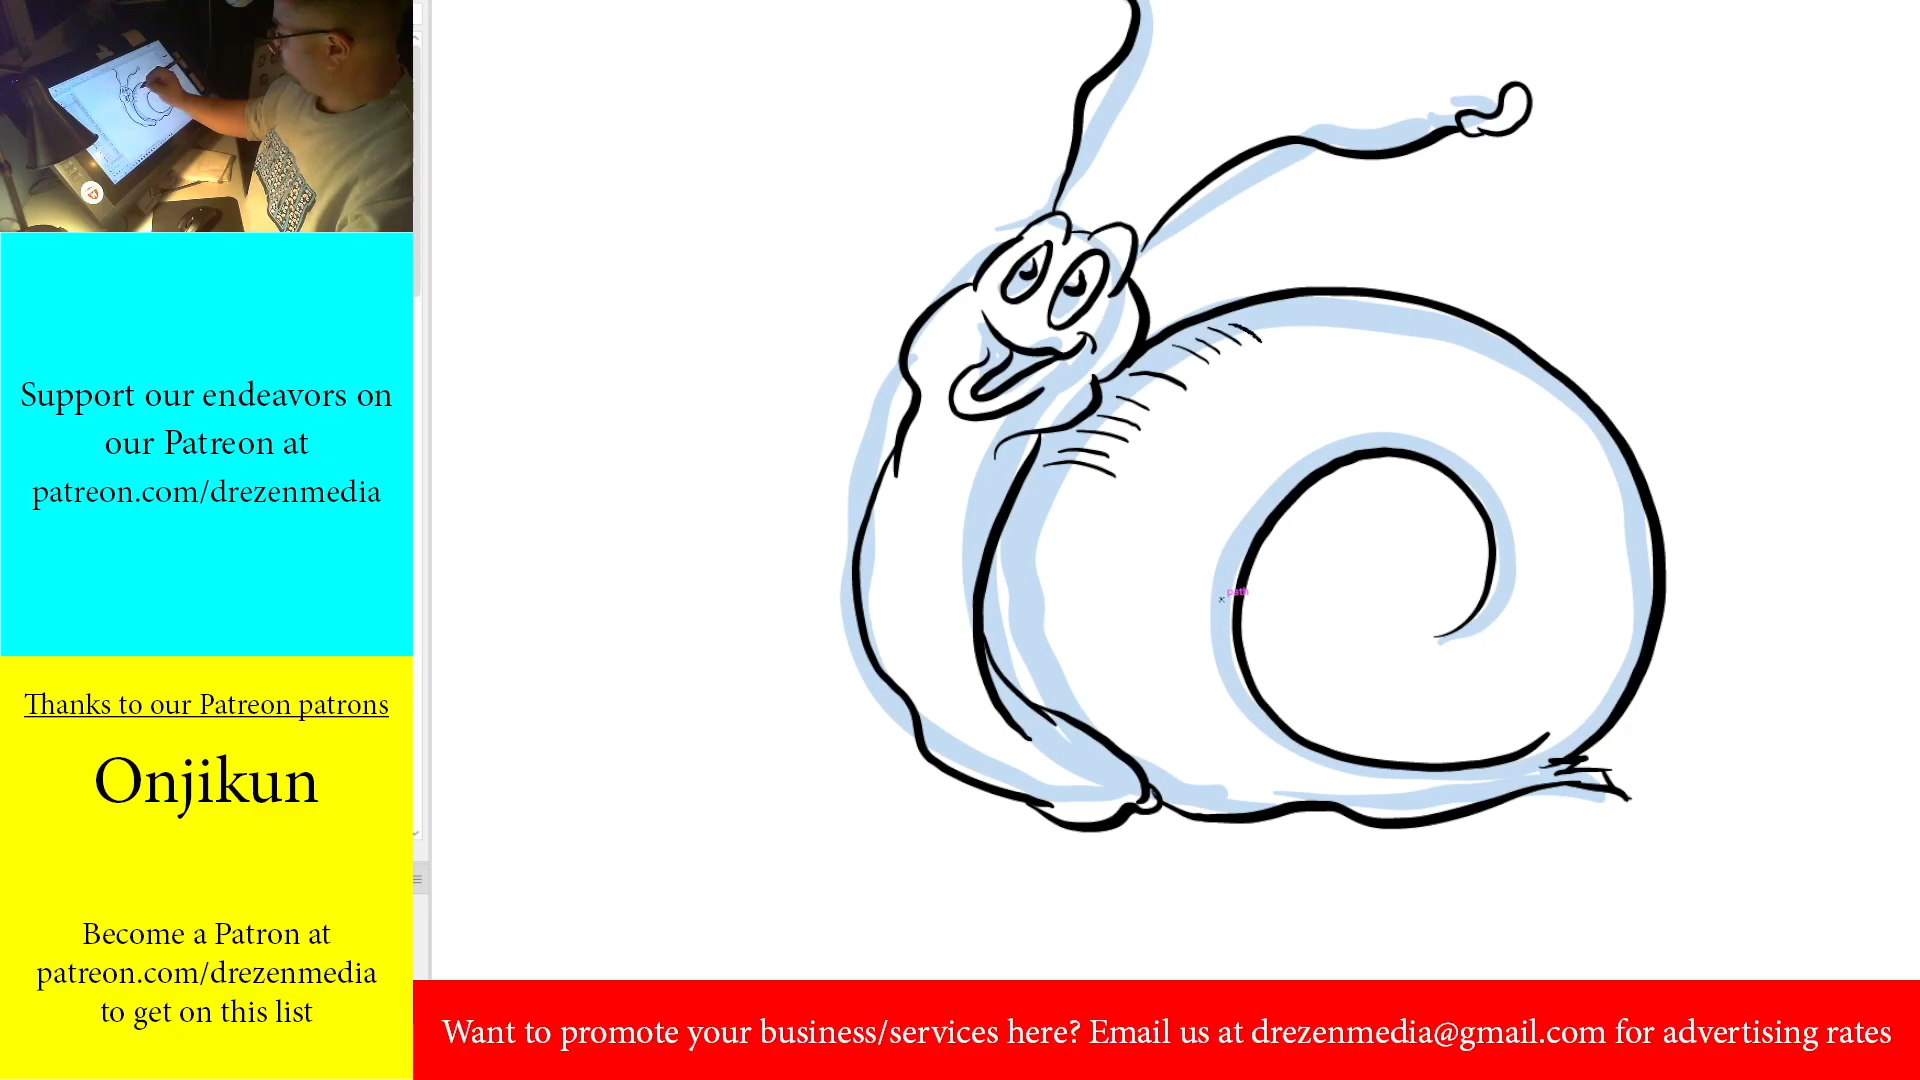 Support our endeavors on
our Patreon at
patreon.com/drezenmedia
Thanks to our Patreon patrons
Onjikun
Become a Patron at
patreon.com/drezenmedia
to get on this list
path
Want to promote your business/services here? Email us at drezenmedia@gmail.com for advertising rates